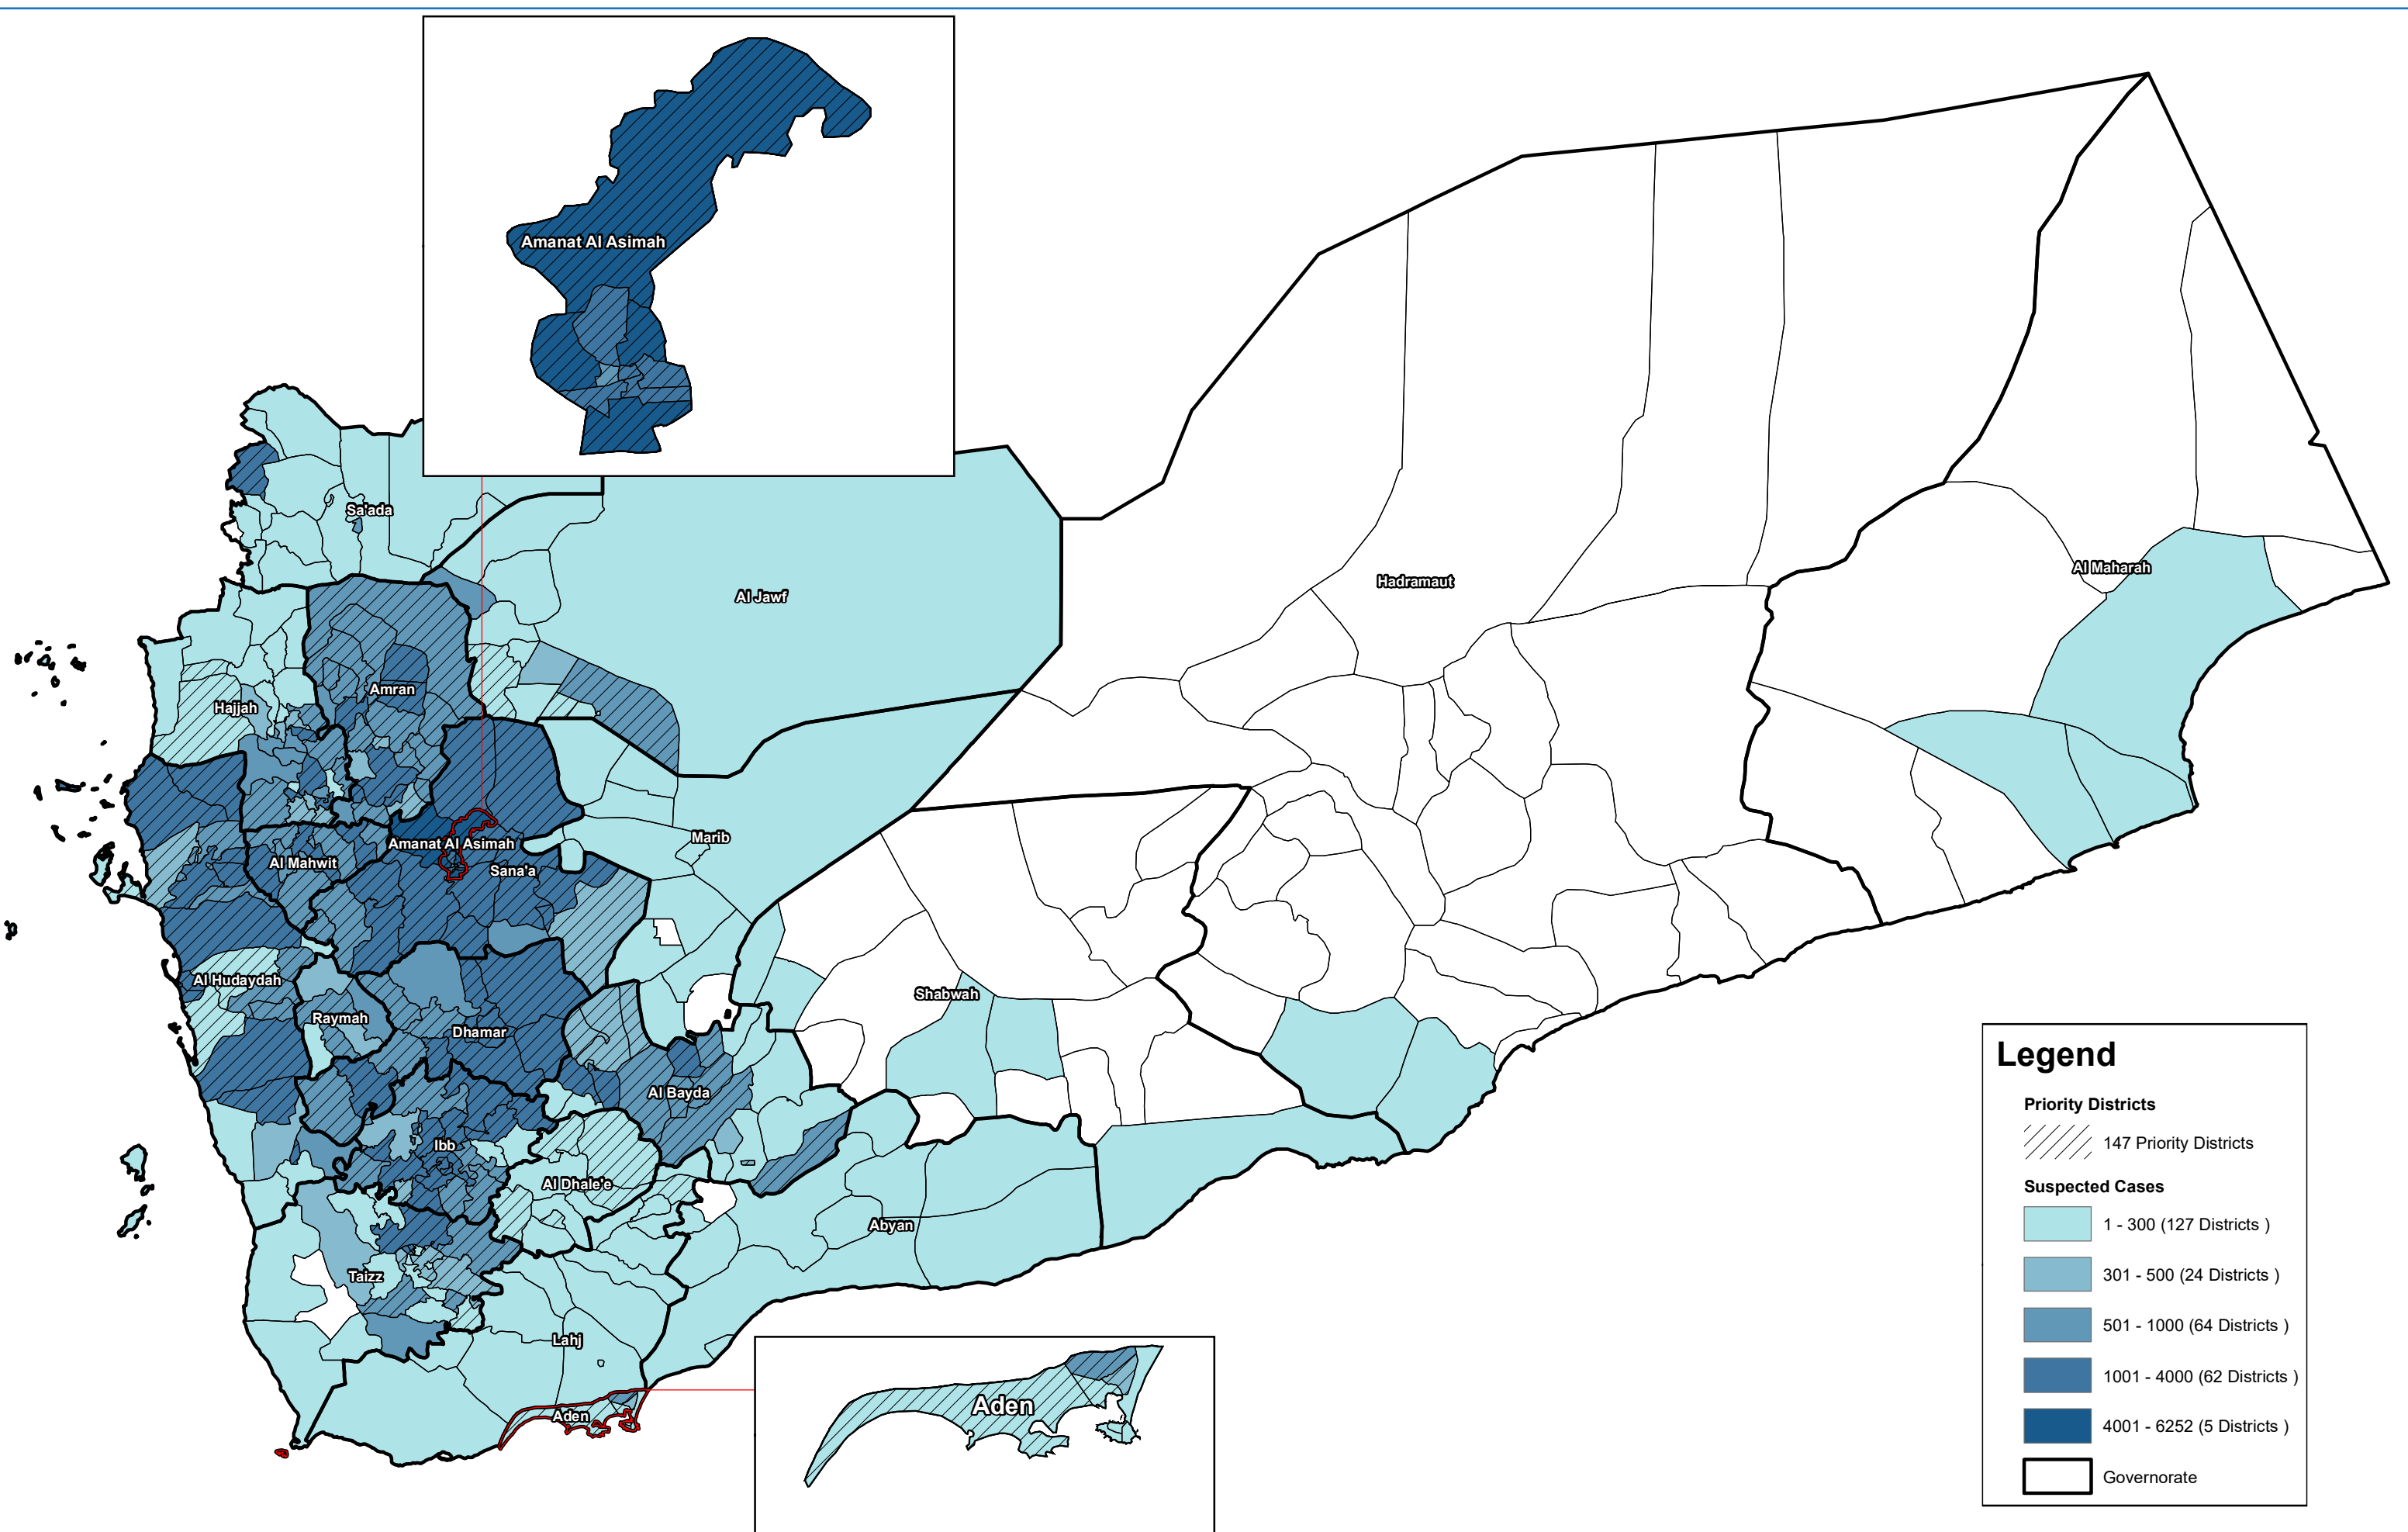 Amanat Al Asimah
Sa'ada
Al Jawf
Hadramaut
Al Maharah
Amran
Hajjah
Marib
Amanat Al Asimah
Al Mahwit
Sana'a
Al Hudaydah
Shabwah
Raymah
Dhamar
Al Bayda
Ibb
Al Dhale'e
Abyan
Taizz
Lahj
Aden
Aden
Legend
Priority Districts
147 Priority Districts
Suspected Cases
1 - 300 (127 Districts )
301 - 500 (24 Districts )
501 - 1000 (64 Districts )
1001 - 4000 (62 Districts )
4001 - 6252 (5 Districts )
Governorate